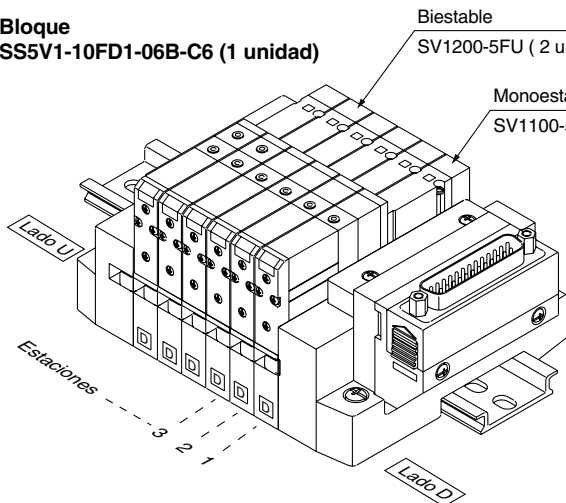 Bloque
SS5V1-10FD1-06B-C6 (1 unidad)
Biestable
SV1200-5FU ( 2 u
Monoesta
SV1100-5
Lado U
Estaciones
3
2
1
D
D
D
D
D
D
Lado D